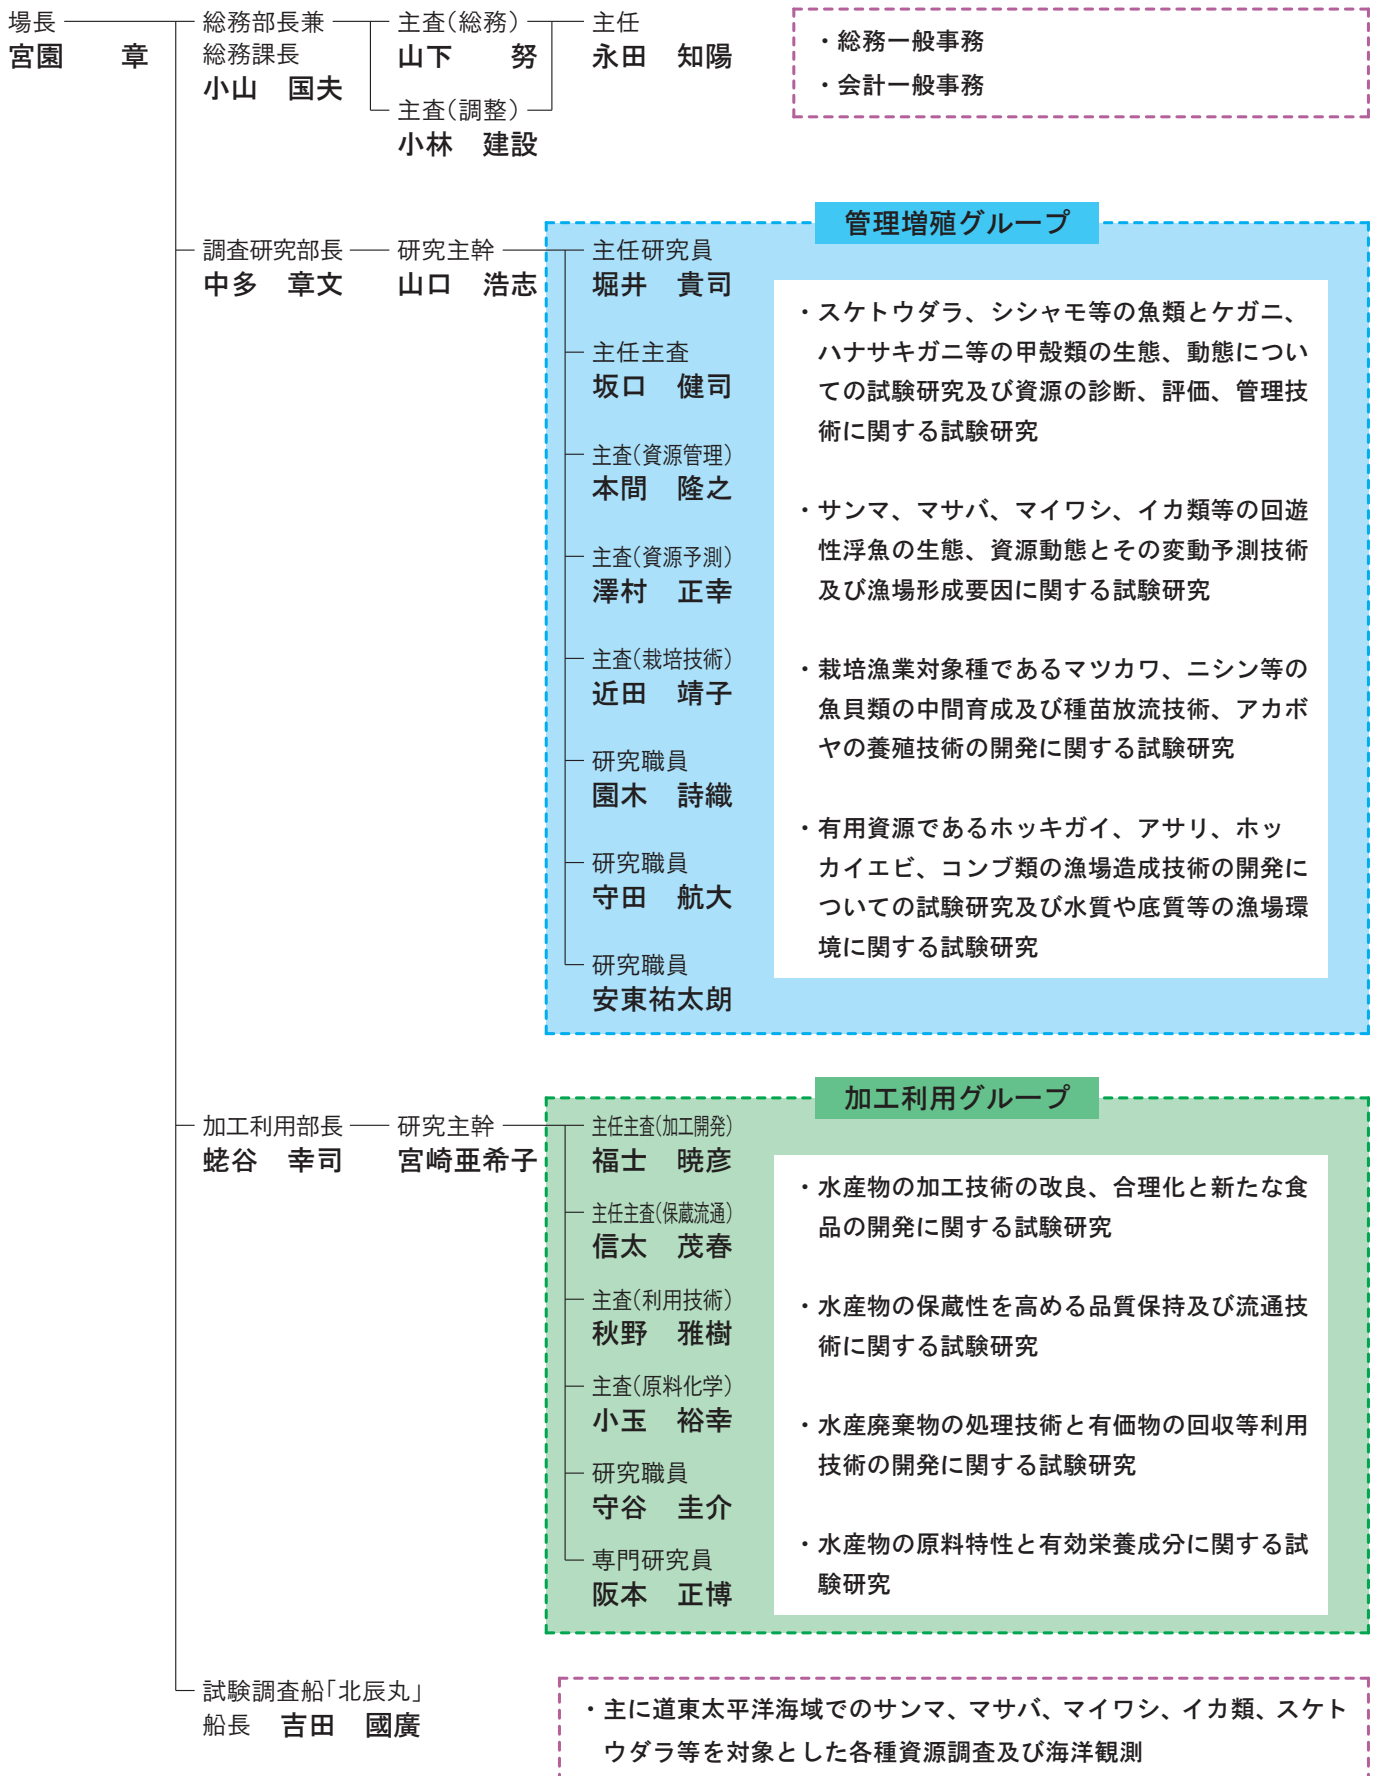 場長
宮園　章
総務部長兼
総務課長
小山　国夫
主査(総務)
山下　努
主査(調整)
小林　建設
主任
永田　知陽
・総務一般事務
・会計一般事務
調査研究部長
中多　章文
研究主幹
山口　浩志
管理増殖グループ
主任研究員
堀井　貴司
主任主査
坂口　健司
主査(資源管理)
本間　隆之
主査(資源予測)
澤村　正幸
主査(栽培技術)
近田　靖子
研究職員
園木　詩織
研究職員
守田　航大
研究職員
安東祐太朗
・スケトウダラ、シシャモ等の魚類とケガニ、
ハナサキガニ等の甲殻類の生態、動態につい
ての試験研究及び資源の診断、評価、管理技
術に関する試験研究
・サンマ、マサバ、マイワシ、イカ類等の回遊
性浮魚の生態、資源動態とその変動予測技術
及び漁場形成要因に関する試験研究
・栽培漁業対象種であるマツカワ、ニシン等の
魚貝類の中間育成及び種苗放流技術、アカボ
ヤの養殖技術の開発に関する試験研究
・有用資源であるホッキガイ、アサリ、ホッ
カイエビ、コンブ類の漁場造成技術の開発に
ついての試験研究及び水質や底質等の漁場環
境に関する試験研究
加工利用部長
蛯谷　幸司
研究主幹
宮崎亜希子
加工利用グループ
主任主査(加工開発)
福士　暁彦
主任主査(保蔵流通)
信太　茂春
主査(利用技術)
秋野　雅樹
主査(原料化学)
小玉　裕幸
研究職員
守谷　圭介
専門研究員
阪本　正博
・水産物の加工技術の改良、合理化と新たな食
品の開発に関する試験研究
・水産物の保蔵性を高める品質保持及び流通技
術に関する試験研究
・水産廃棄物の処理技術と有価物の回収等利用
技術の開発に関する試験研究
・水産物の原料特性と有効栄養成分に関する試
験研究
試験調査船「北辰丸」
船長　吉田　國廣
・主に道東太平洋海域でのサンマ、マサバ、マイワシ、イカ類、スケト
ウダラ等を対象とした各種資源調査及び海洋観測